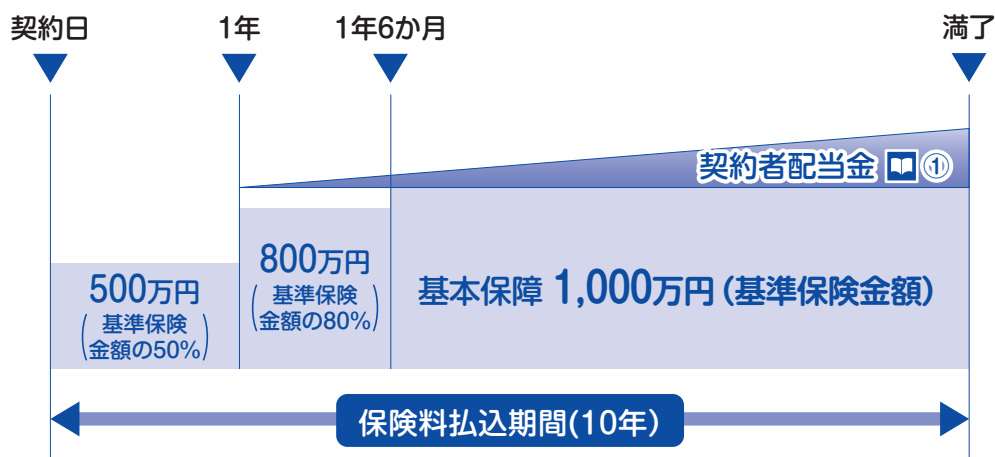 契約日
1年
1年6か月
満了
契約者配当金 ①
500万円
(基準保険
金額の50%)
800万円
(基準保険
金額の80%)
基本保障 1,000万円(基準保険金額)
保険料払込期間(10年)